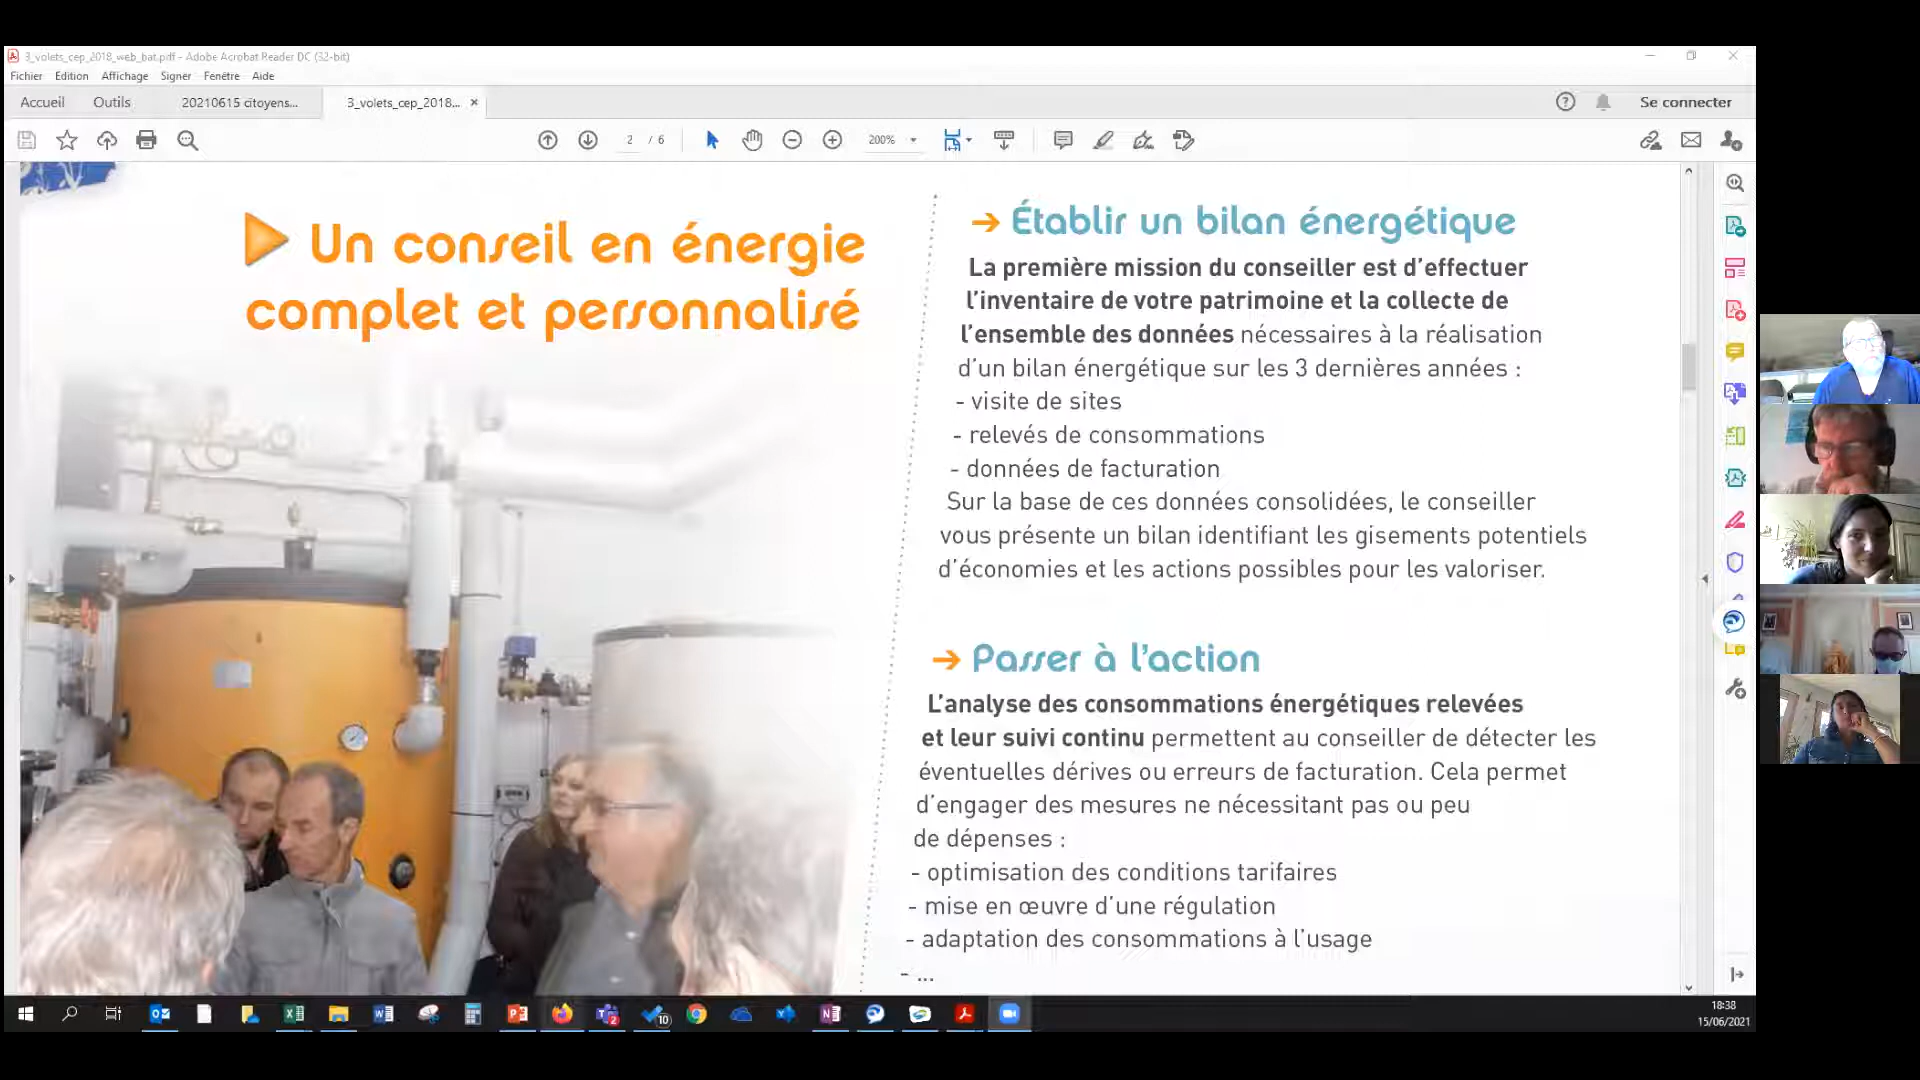 3_volets_cep_2018_web_bat.pdf - Adobe Acrobat Reader DC (32-bit)
Fichier Edition Affichage Signer Fenêtre Aide
Accueil Outils 20210615 citoyens... 3_volets_cep_2018... × Se connecter
2 / 6 200%
Un conseil en énergie
complet et personnalisé
→ Établir un bilan énergétique
La première mission du conseiller est d’effectuer
l’inventaire de votre patrimoine et la collecte de
l’ensemble des données nécessaires à la réalisation
d’un bilan énergétique sur les 3 dernières années :
- visite de sites
- relevés de consommations
- données de facturation
Sur la base de ces données consolidées, le conseiller
vous présente un bilan identifiant les gisements potentiels
d’économies et les actions possibles pour les valoriser.
→ Passer à l’action
L’analyse des consommations énergétiques relevées
et leur suivi continu permettent au conseiller de détecter les
éventuelles dérives ou erreurs de facturation. Cela permet
d’engager des mesures ne nécessitant pas ou peu
de dépenses :
- optimisation des conditions tarifaires
- mise en œuvre d’une régulation
- adaptation des consommations à l’usage
- ...
10
18:38
15/06/2021